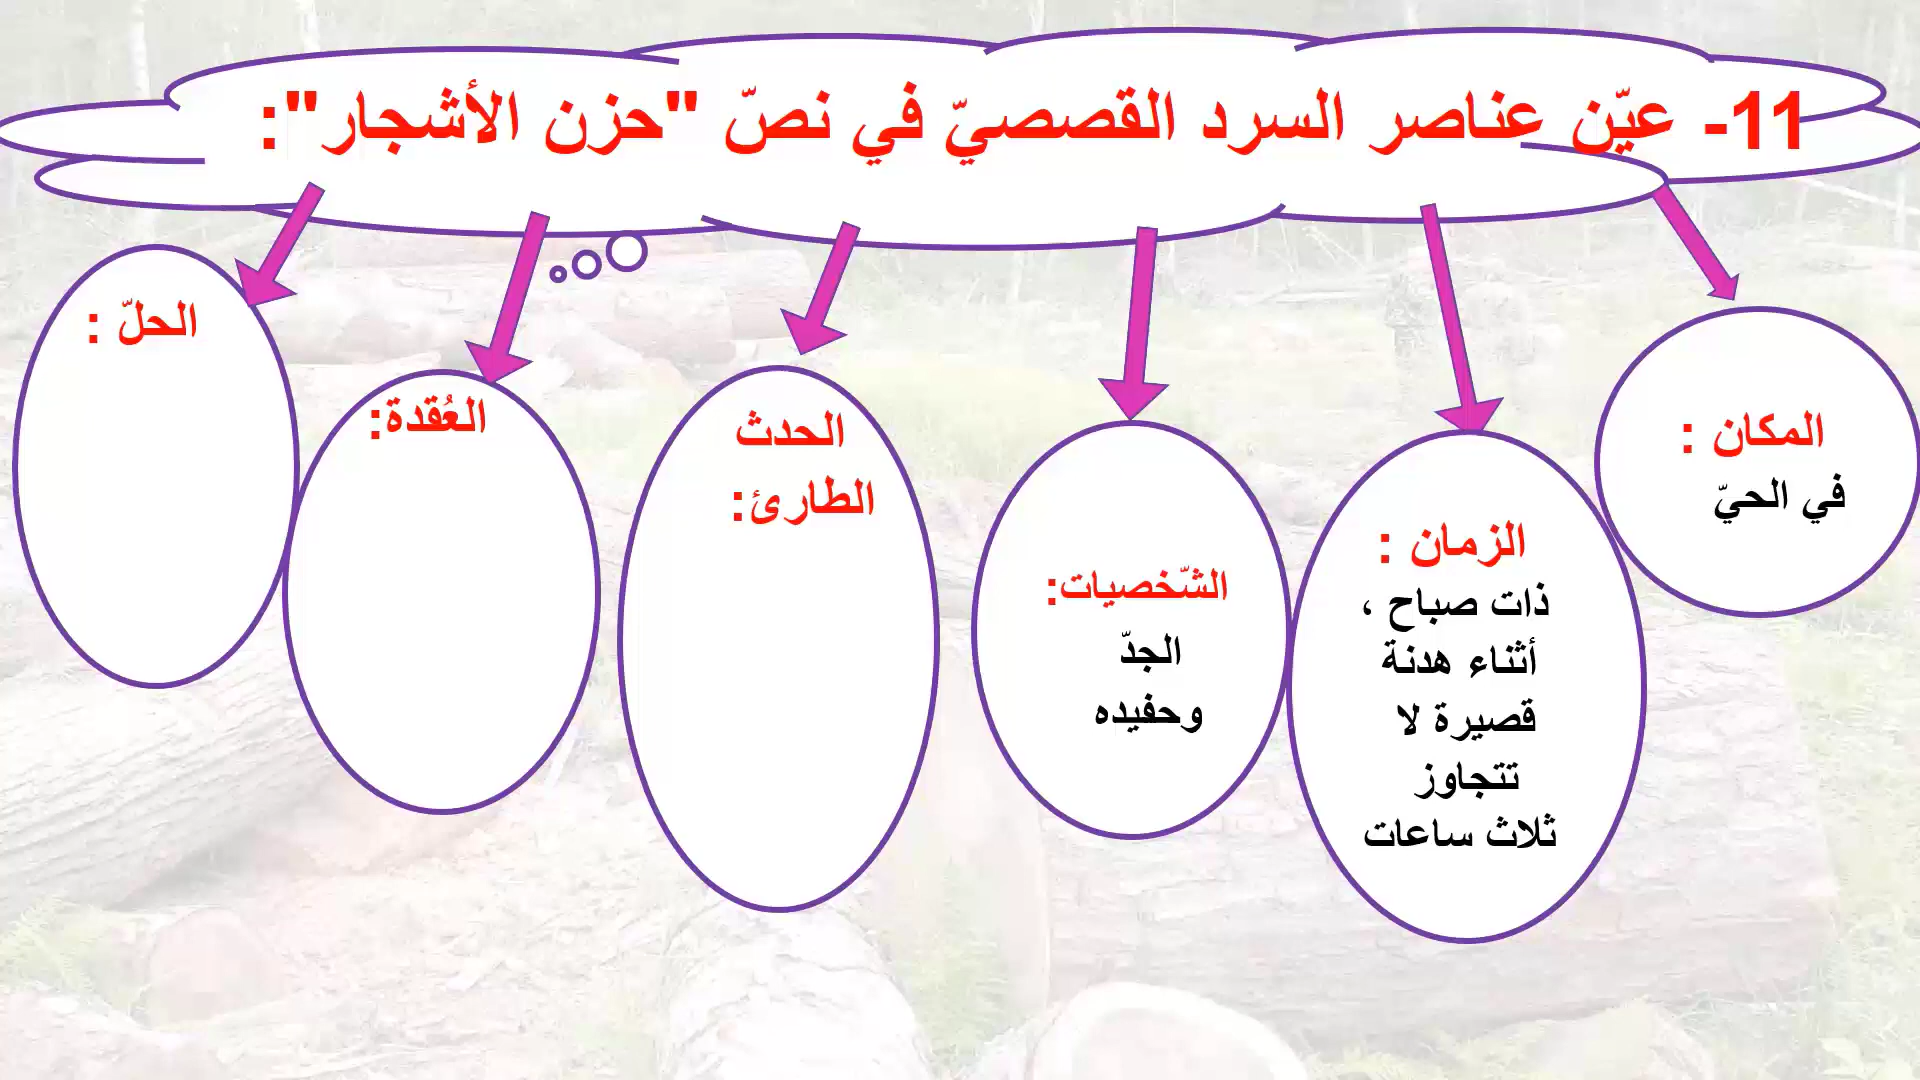 11- عيّن عناصر السرد القصصيّ في نصّ "حزن الأشجار":
المكان :
في الحيّ
الزمان :
ذات صباح ،
أثناء هدنة
قصيرة لا
تتجاوز
ثلاث ساعات
الشّخصيات:
الجدّ
وحفيده
الحدث
الطارئ:
العُقدة:
الحلّ :